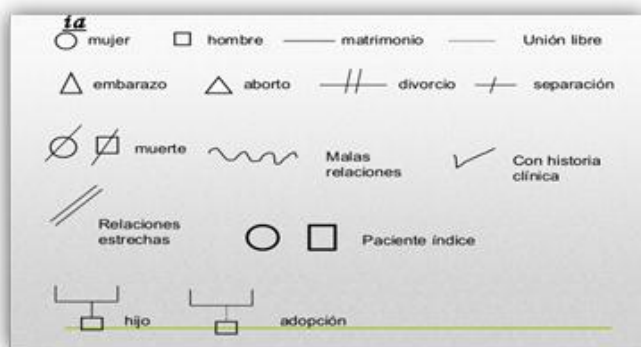 ia
mujer hombre matrimonio Unión libre
embarazo aborto divorcio separación
muerte Malas relaciones Con historia clínica
Relaciones estrechas Paciente índice
hijo adopción